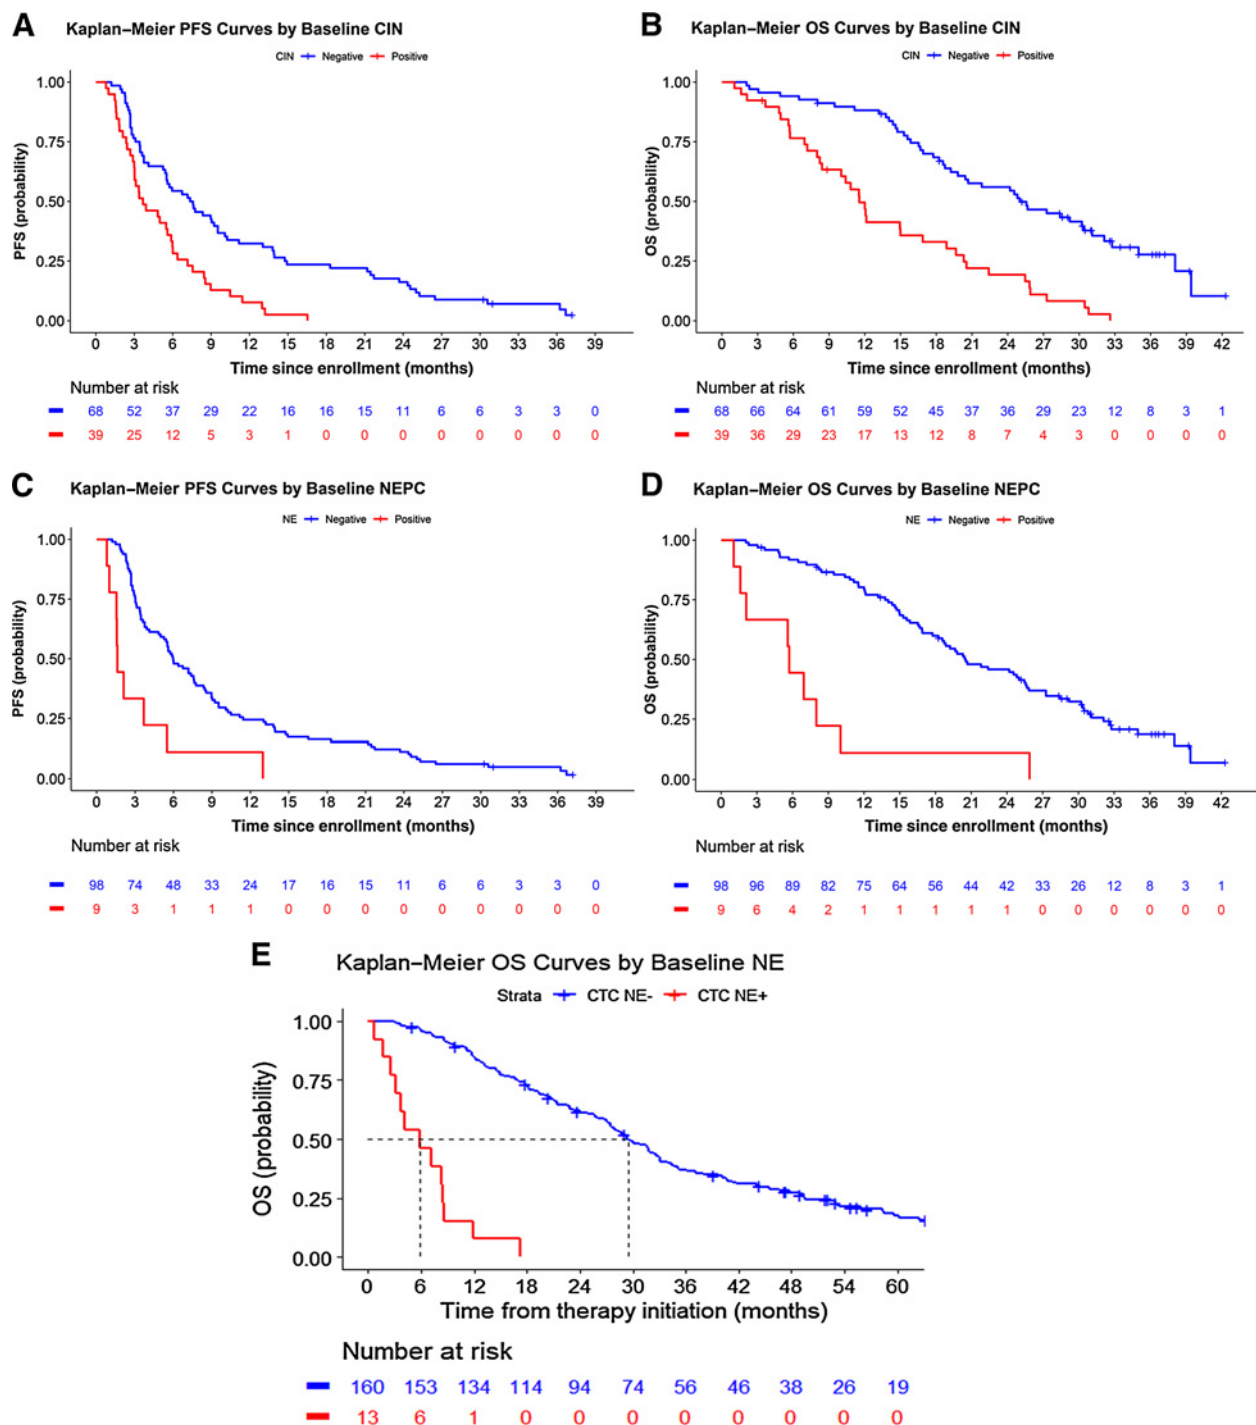 A Kaplan–Meier PFS Curves by Baseline CIN
CIN Negative Positive
PFS (probability)
1.00
0.75
0.50
0.25
0.00
0 3 6 9 12 15 18 21 24 27 30 33 36 39
Time since enrollment (months)
Number at risk
68 52 37 29 22 16 16 15 11 6 6 3 3 0
39 25 12 5 3 1 0 0 0 0 0 0 0 0
B Kaplan–Meier OS Curves by Baseline CIN
CIN Negative Positive
OS (probability)
1.00
0.75
0.50
0.25
0.00
0 3 6 9 12 15 18 21 24 27 30 33 36 39 42
Time since enrollment (months)
Number at risk
68 66 64 61 59 52 45 37 36 29 23 12 8 3 1
39 36 29 23 17 13 12 8 7 4 3 0 0 0 0
C Kaplan–Meier PFS Curves by Baseline NEPC
NE Negative Positive
PFS (probability)
1.00
0.75
0.50
0.25
0.00
0 3 6 9 12 15 18 21 24 27 30 33 36 39
Time since enrollment (months)
Number at risk
98 74 48 33 24 17 16 15 11 6 6 3 3 0
9 3 1 1 1 0 0 0 0 0 0 0 0 0
D Kaplan–Meier OS Curves by Baseline NEPC
NE Negative Positive
OS (probability)
1.00
0.75
0.50
0.25
0.00
0 3 6 9 12 15 18 21 24 27 30 33 36 39 42
Time since enrollment (months)
Number at risk
98 96 89 82 75 64 56 44 42 33 26 12 8 3 1
9 6 4 2 1 1 1 1 1 0 0 0 0 0 0
E Kaplan–Meier OS Curves by Baseline NE
Strata CTC NE- CTC NE+
OS (probability)
1.00
0.75
0.50
0.25
0.00
0 6 12 18 24 30 36 42 48 54 60
Time from therapy initiation (months)
Number at risk
160 153 134 114 94 74 56 46 38 26 19
13 6 1 0 0 0 0 0 0 0 0